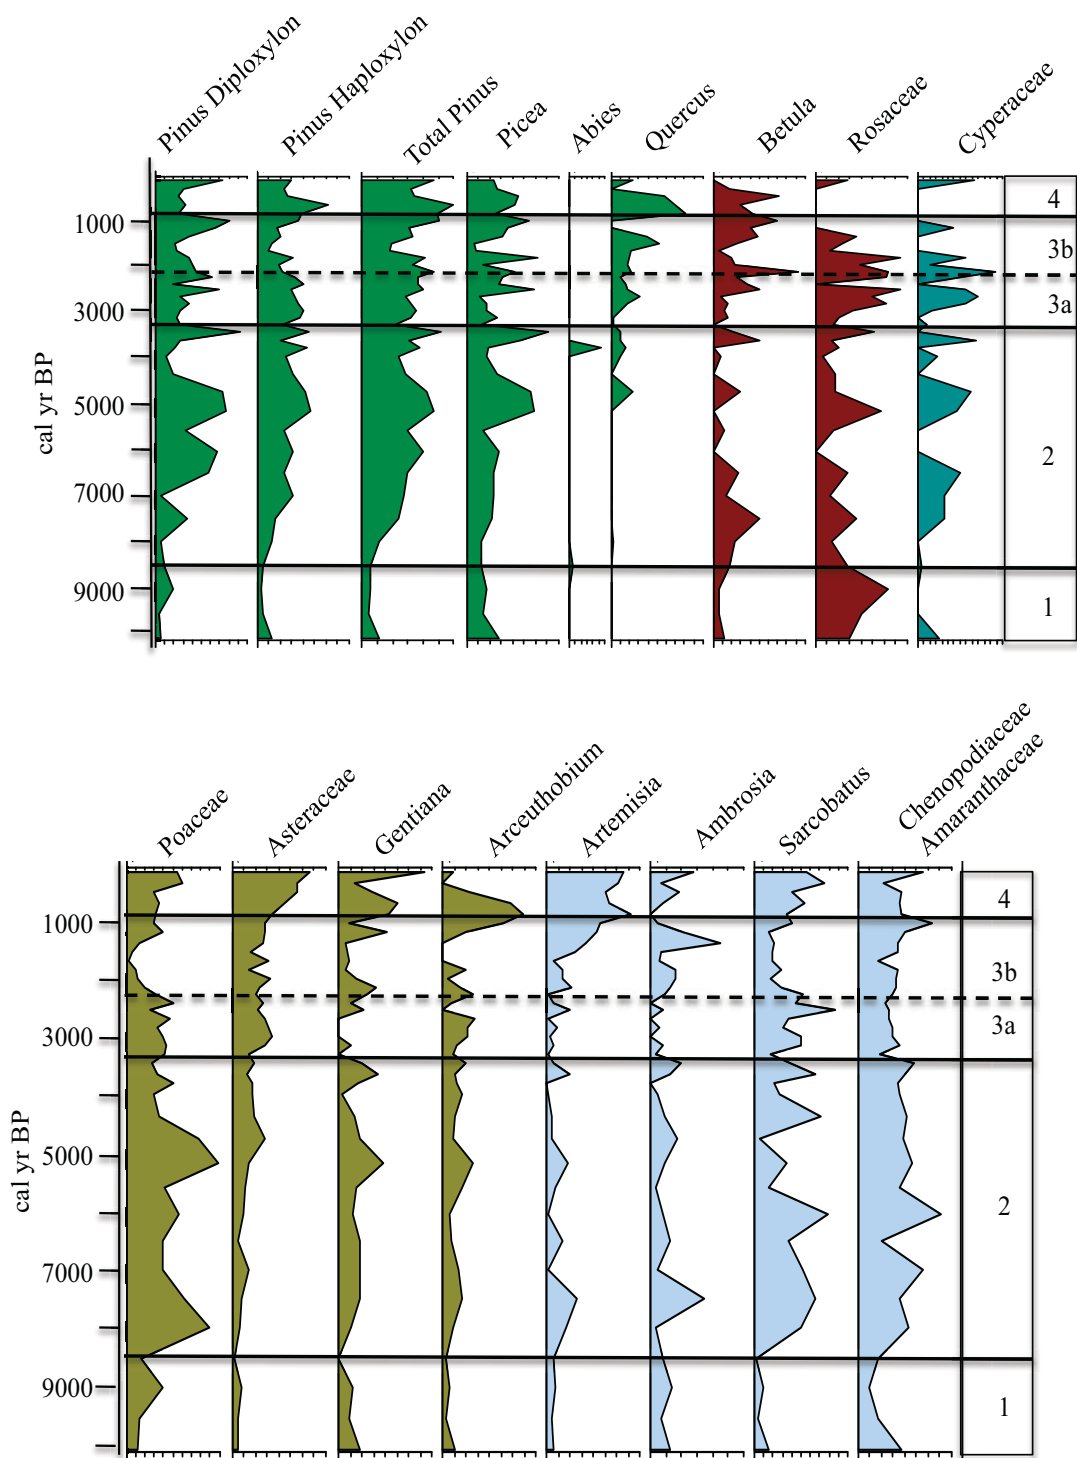 Pinus Diploxylon
Pinus Haploxylon
Total Pinus
Picea
Abies
Quercus
Betula
Rosaceae
Cyperaceae
cal yr BP
1000
3000
5000
7000
9000
4
3b
3a
2
1
Poaceae
Asteraceae
Gentiana
Arceuthobium
Artemisia
Ambrosia
Sarcobatus
Chenopodiaceae
Amaranthaceae
cal yr BP
1000
3000
5000
7000
9000
4
3b
3a
2
1